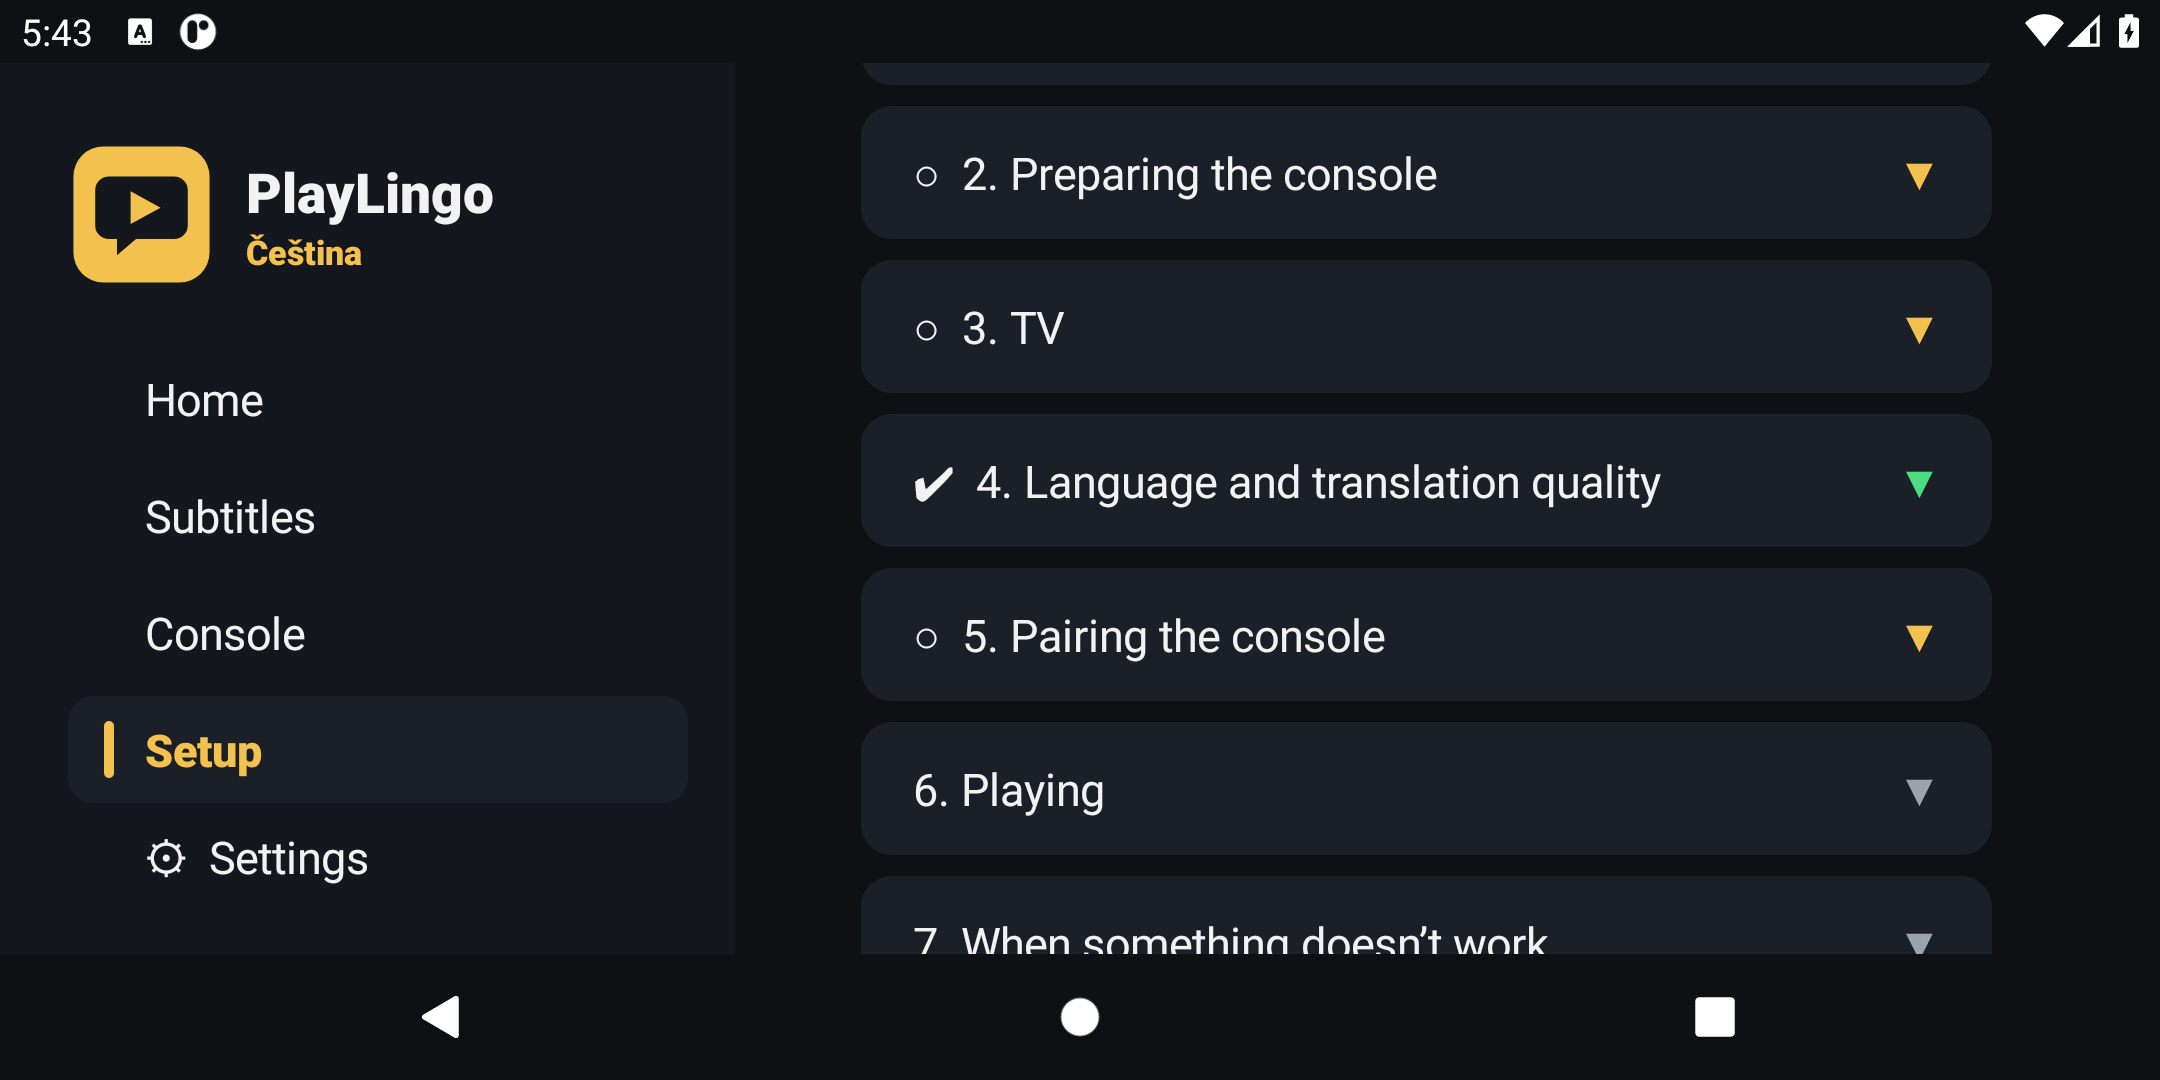 5:43
PlayLingo
Čeština
Home
Subtitles
Console
Setup
Settings
2. Preparing the console
3. TV
4. Language and translation quality
5. Pairing the console
6. Playing
7. When something doesn’t work